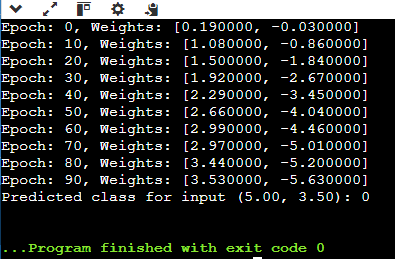 Epoch: 0, Weights: [0.190000, -0.030000]
Epoch: 10, Weights: [1.080000, -0.860000]
Epoch: 20, Weights: [1.500000, -1.840000]
Epoch: 30, Weights: [1.920000, -2.670000]
Epoch: 40, Weights: [2.290000, -3.450000]
Epoch: 50, Weights: [2.660000, -4.040000]
Epoch: 60, Weights: [2.990000, -4.460000]
Epoch: 70, Weights: [2.970000, -5.010000]
Epoch: 80, Weights: [3.440000, -5.200000]
Epoch: 90, Weights: [3.530000, -5.630000]
Predicted class for input (5.00, 3.50): 0
...Program finished with exit code 0